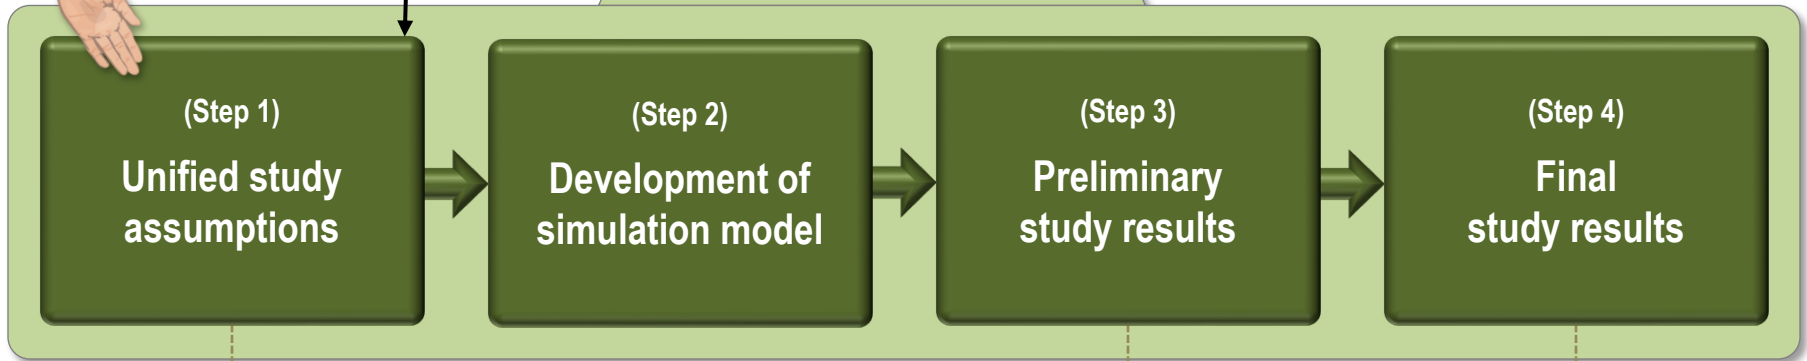 (Step 1)
Unified study
assumptions
(Step 2)
Development of
simulation model
(Step 3)
Preliminary
study results
(Step 4)
Final
study results